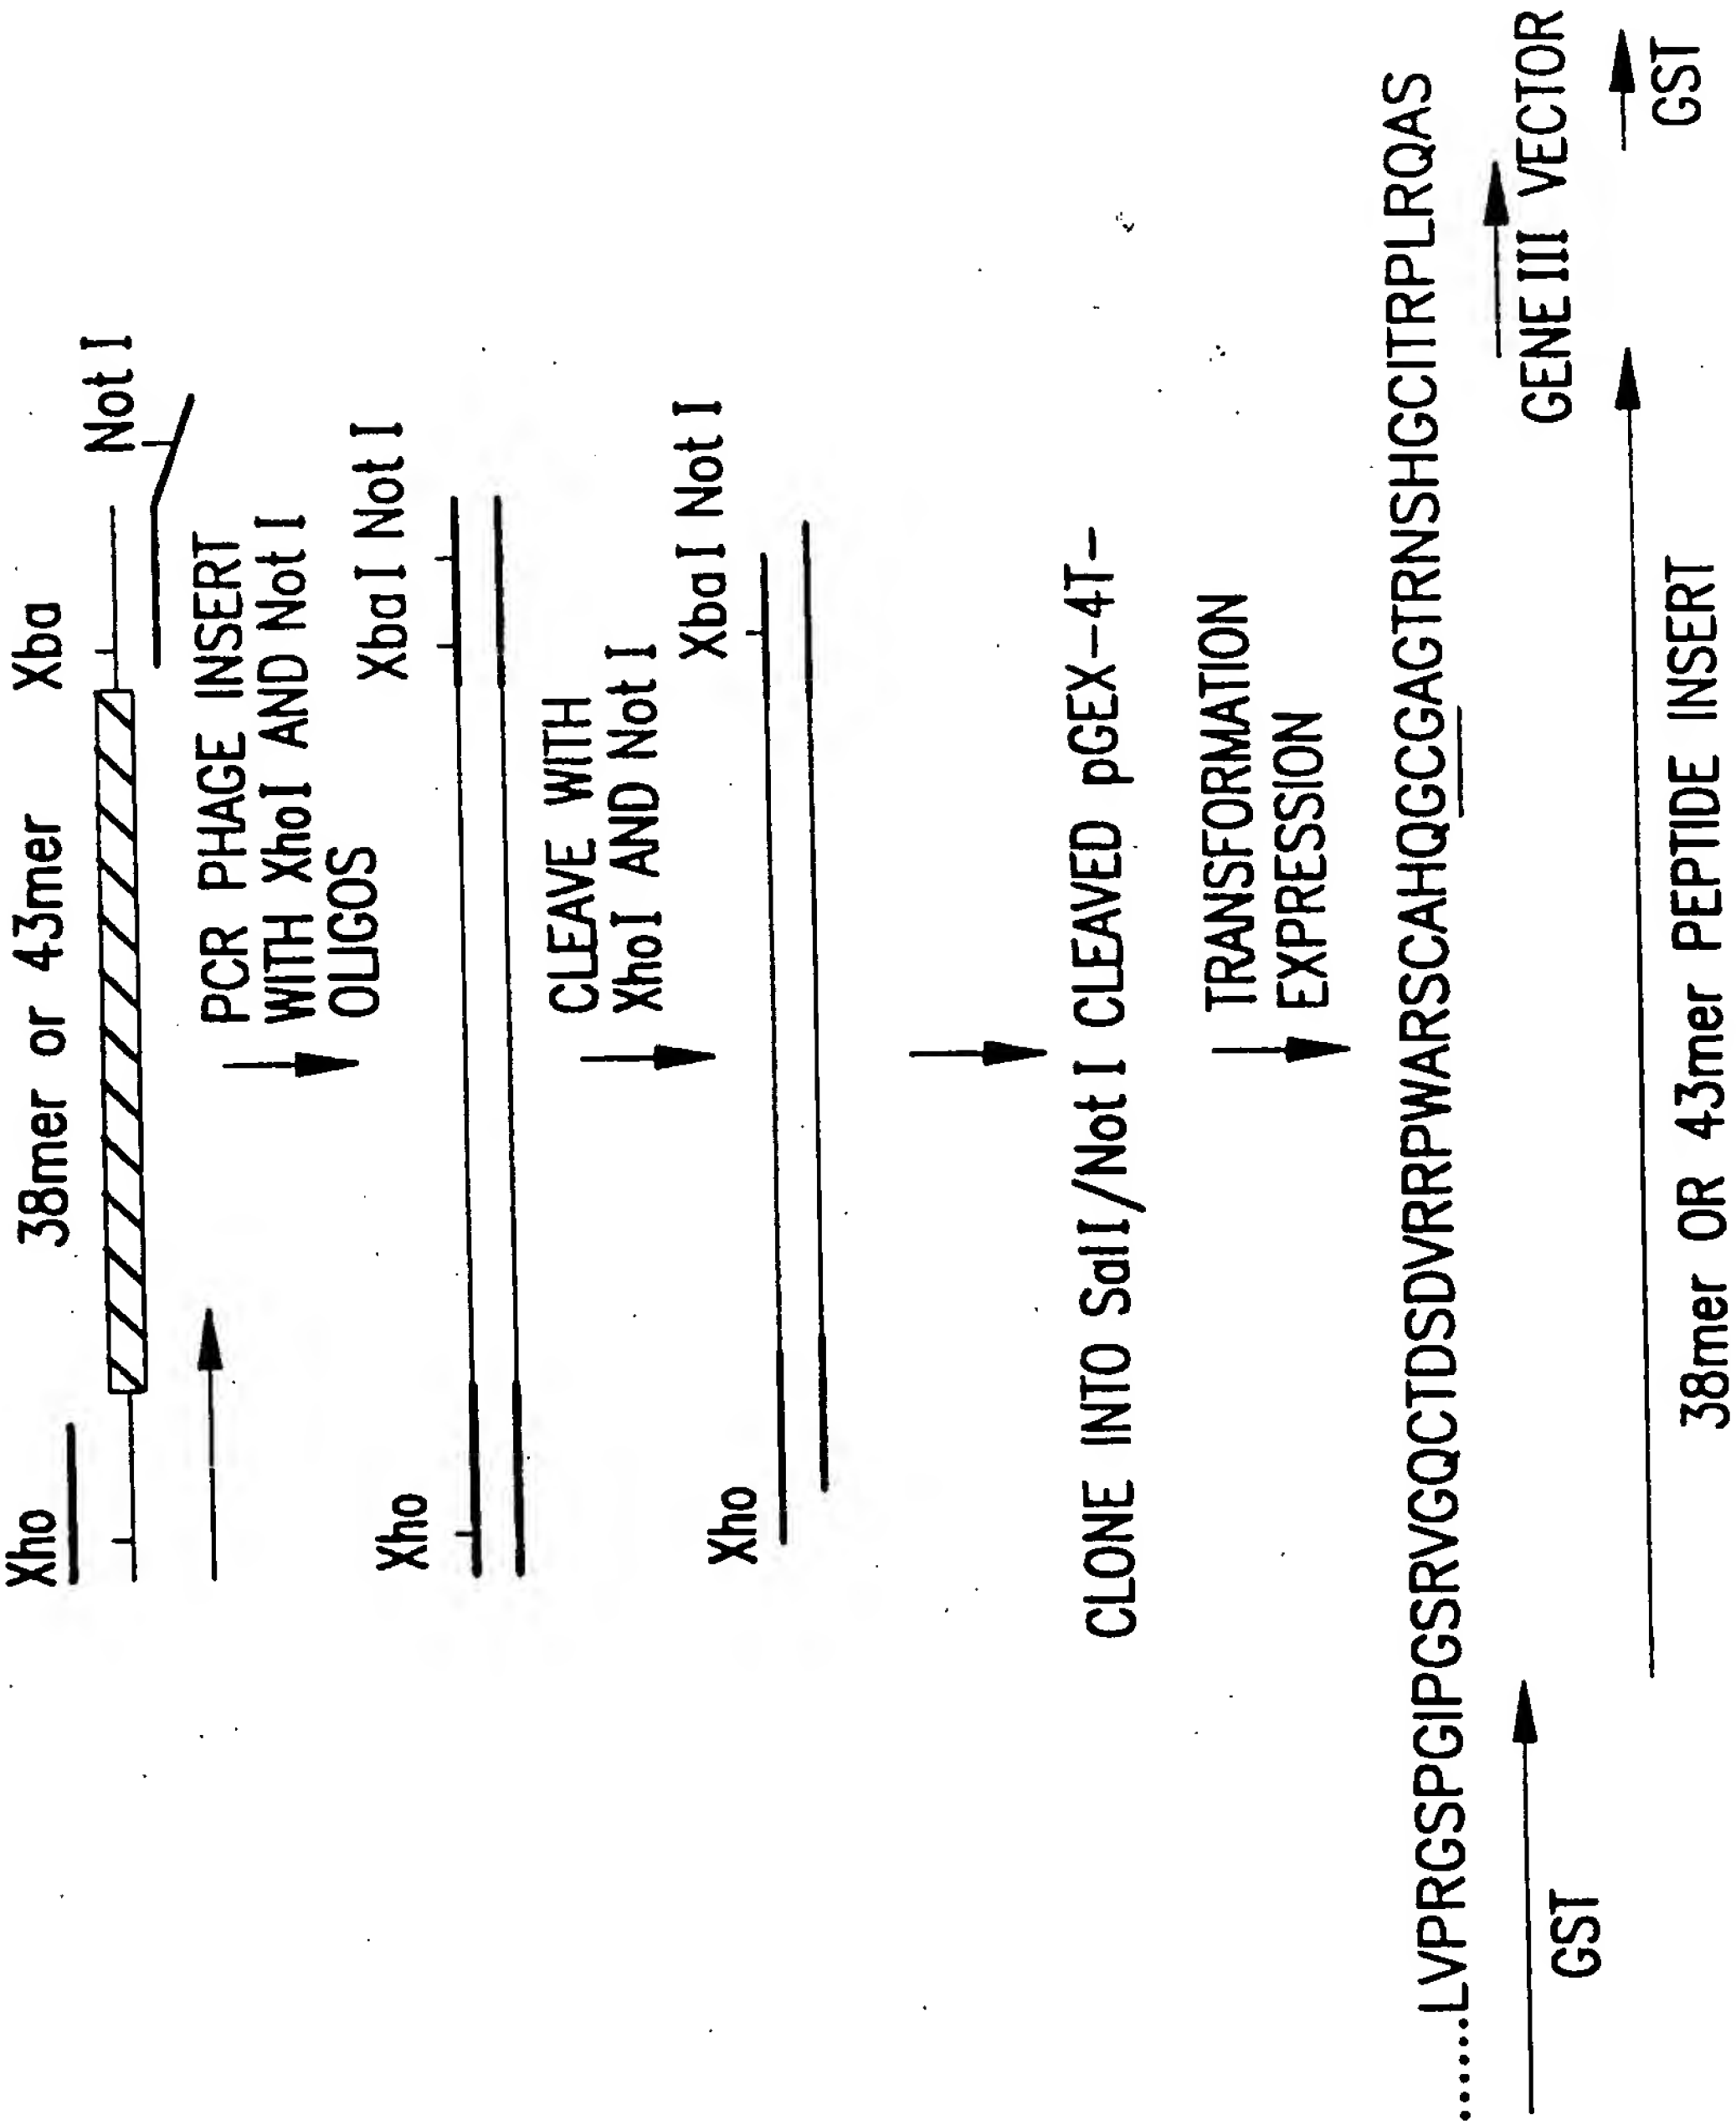 38mer or 43mer
Xho
Xba
Not I
PCR PHAGE INSERT
WITH XhoI AND Not I
OLIGOS
Xho
XbaI Not I
CLEAVE WITH
XhoI AND Not I
Xho
XbaI Not I
CLONE INTO SalI/Not I CLEAVED pGEX-4T-
TRANSFORMATION
EXPRESSION
......LVPRGSPGIPGSRVGQCTDSDVRRPWARSCAHQGCGAGTRNSHGCITRPLRQAS
GST
GENE III VECTOR
38mer OR 43mer PEPTIDE INSERT
GST